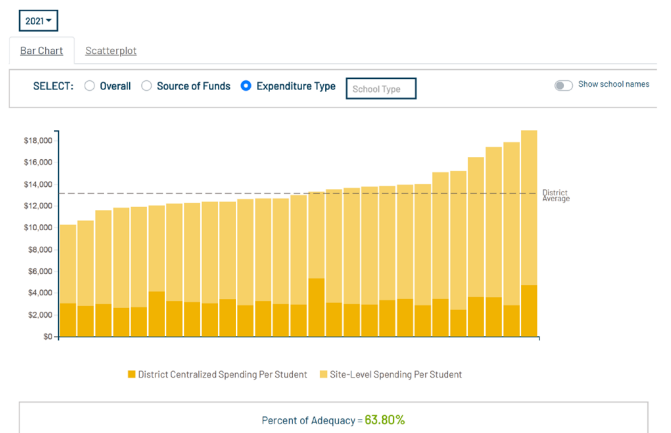 2021
Bar Chart Scatterplot
SELECT: Overall Source of Funds Expenditure Type School Type Show school names
$18,000
$16,000
$14,000
District
Average
$12,000
$10,000
$8,000
$6,000
$4,000
$2,000
$0
District Centralized Spending Per Student Site-Level Spending Per Student
Percent of Adequacy = 63.80%